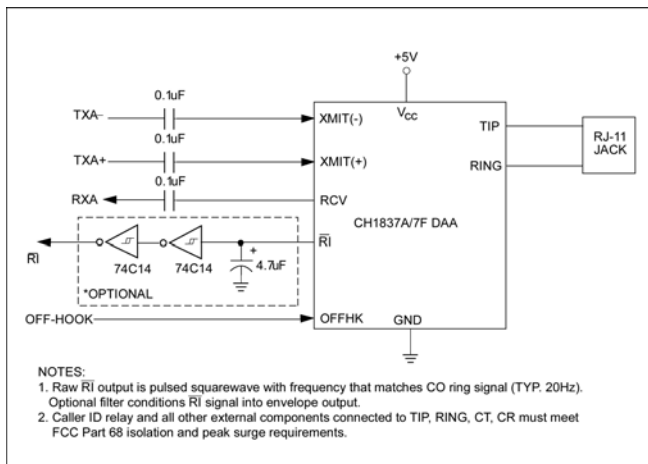 +5V
0.1uF
TXA-
XMIT(-)
VCC
TIP
RJ-11
JACK
0.1uF
TXA+
XMIT(+)
RING
0.1uF
RXA
RCV
CH1837A/7F DAA
RI
RI
+
4.7uF
74C14
74C14
*OPTIONAL
OFF-HOOK
OFFHK
GND
NOTES:
1. Raw RI output is pulsed squarewave with frequency that matches CO ring signal (TYP. 20Hz).
Optional filter conditions RI signal into envelope output.
2. Caller ID relay and all other external components connected to TIP, RING, CT, CR must meet
FCC Part 68 isolation and peak surge requirements.